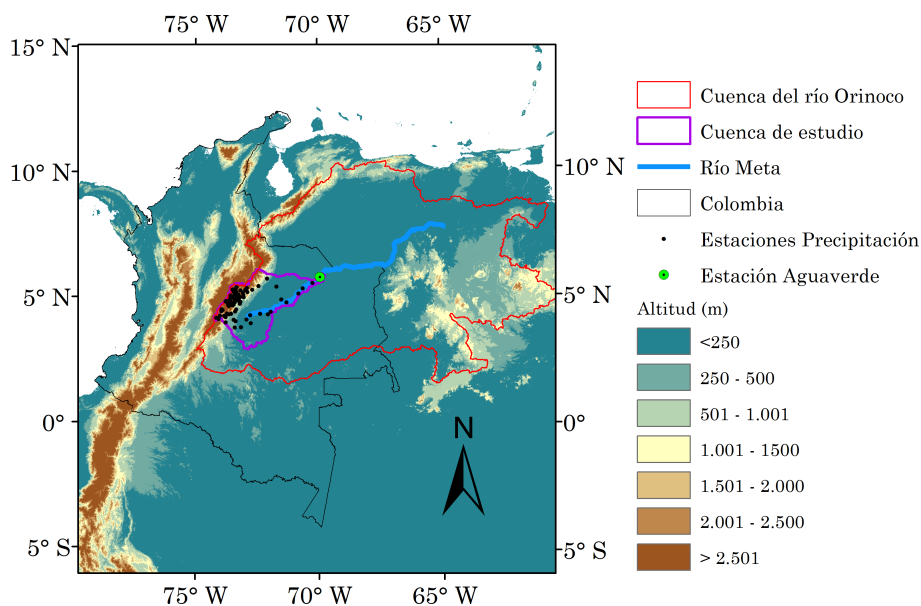 75° W 70° W 65° W
15° N
10° N
5° N
0°
5° S
10° N
5° N
0°
5° S
75° W 70° W 65° W
N
Cuenca del río Orinoco
Cuenca de estudio
Río Meta
Colombia
Estaciones Precipitación
Estación Aguaverde
Altitud (m)
<250
250 - 500
501 - 1.001
1.001 - 1500
1.501 - 2.000
2.001 - 2.500
> 2.501